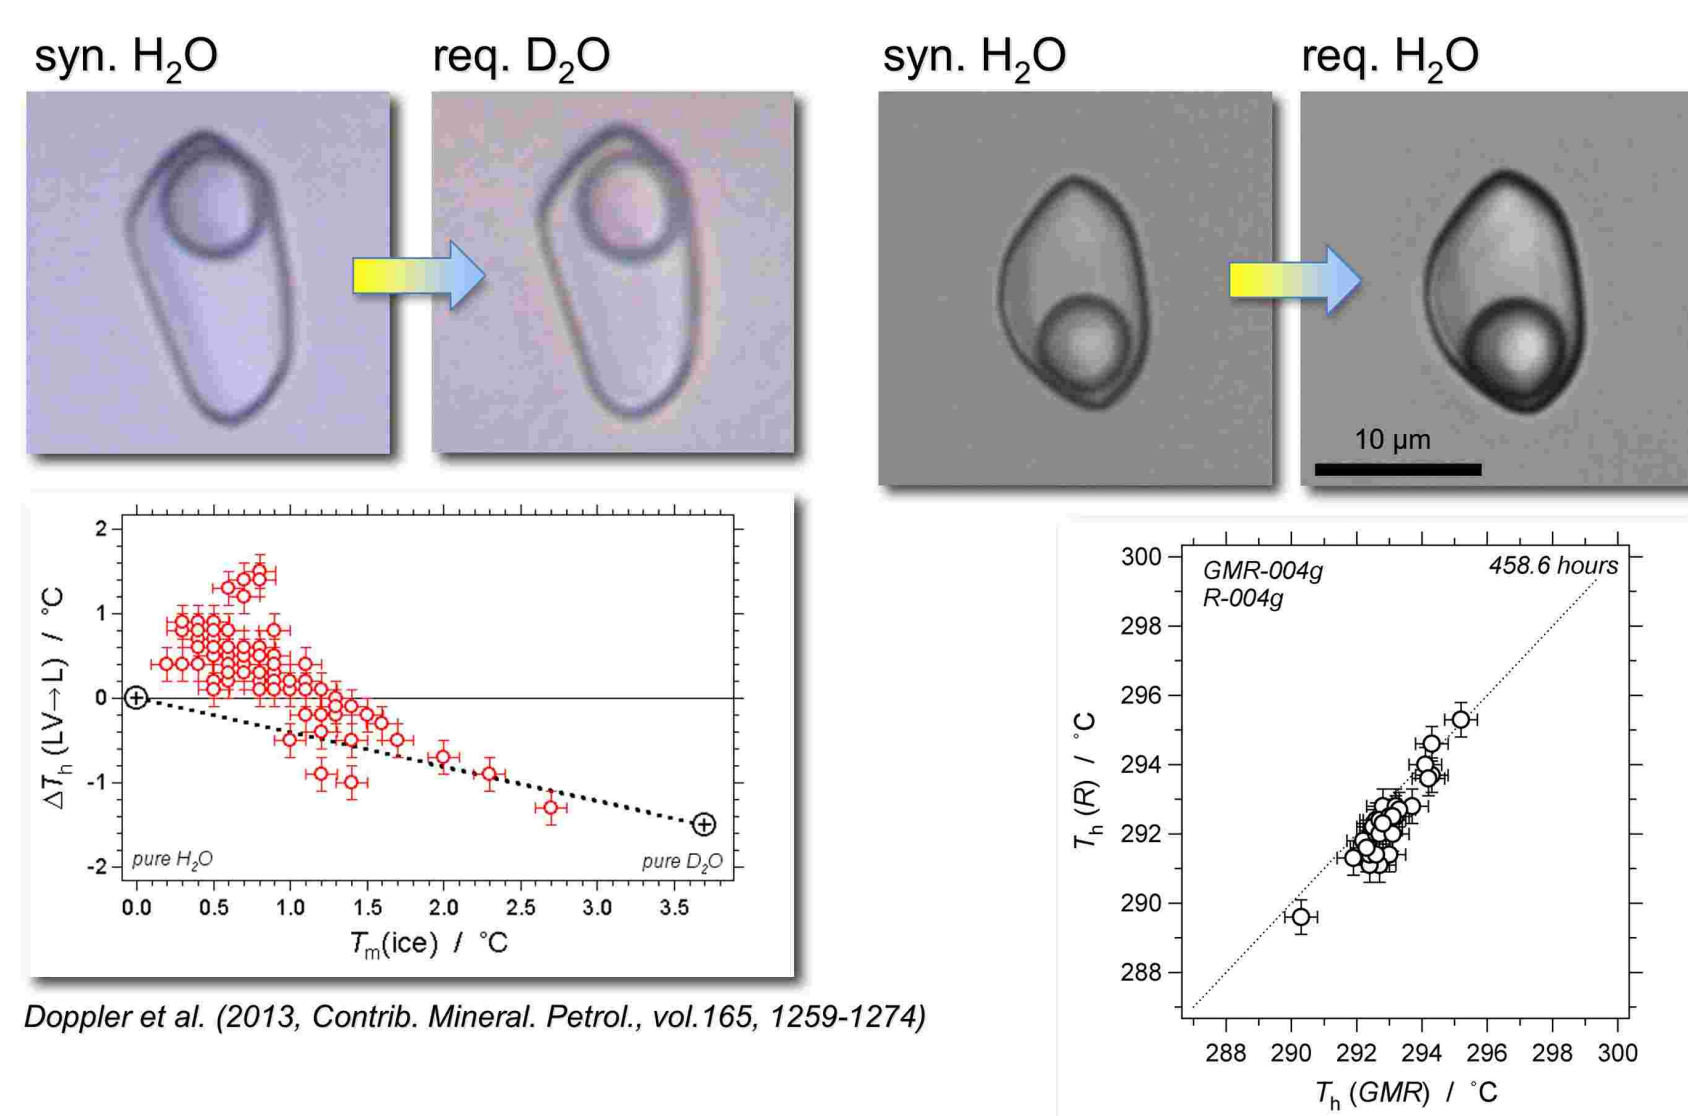 syn. H₂O
req. D₂O
syn. H₂O
req. H₂O
10 µm
2
1
0
-1
-2
ΔTₕ (LV→L) / °C
pure H₂O
pure D₂O
0.0 0.5 1.0 1.5 2.0 2.5 3.0 3.5
Tₘ(ice) / °C
Doppler et al. (2013, Contrib. Mineral. Petrol., vol.165, 1259-1274)
GMR-004g
R-004g
458.6 hours
300
298
296
294
292
290
288
Tₕ (R) / °C
288 290 292 294 296 298 300
Tₕ (GMR) / °C